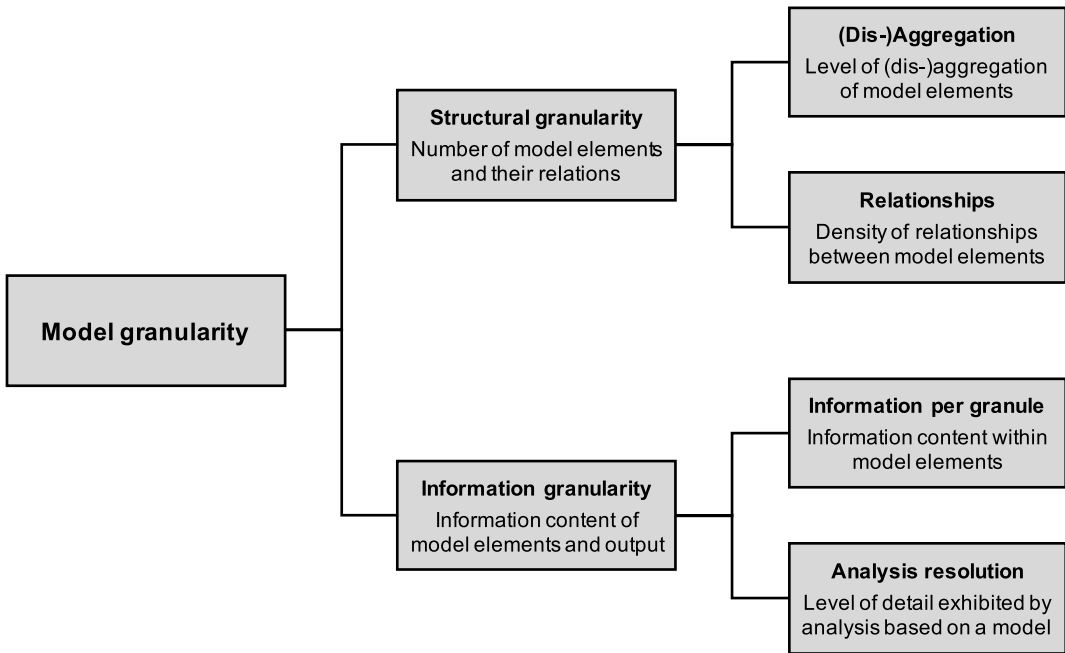 Model granularity
Structural granularity
Number of model elements
and their relations
(Dis-)Aggregation
Level of (dis-)aggregation
of model elements
Relationships
Density of relationships
between model elements
Information granularity
Information content of
model elements and output
Information per granule
Information content within
model elements
Analysis resolution
Level of detail exhibited by
analysis based on a model